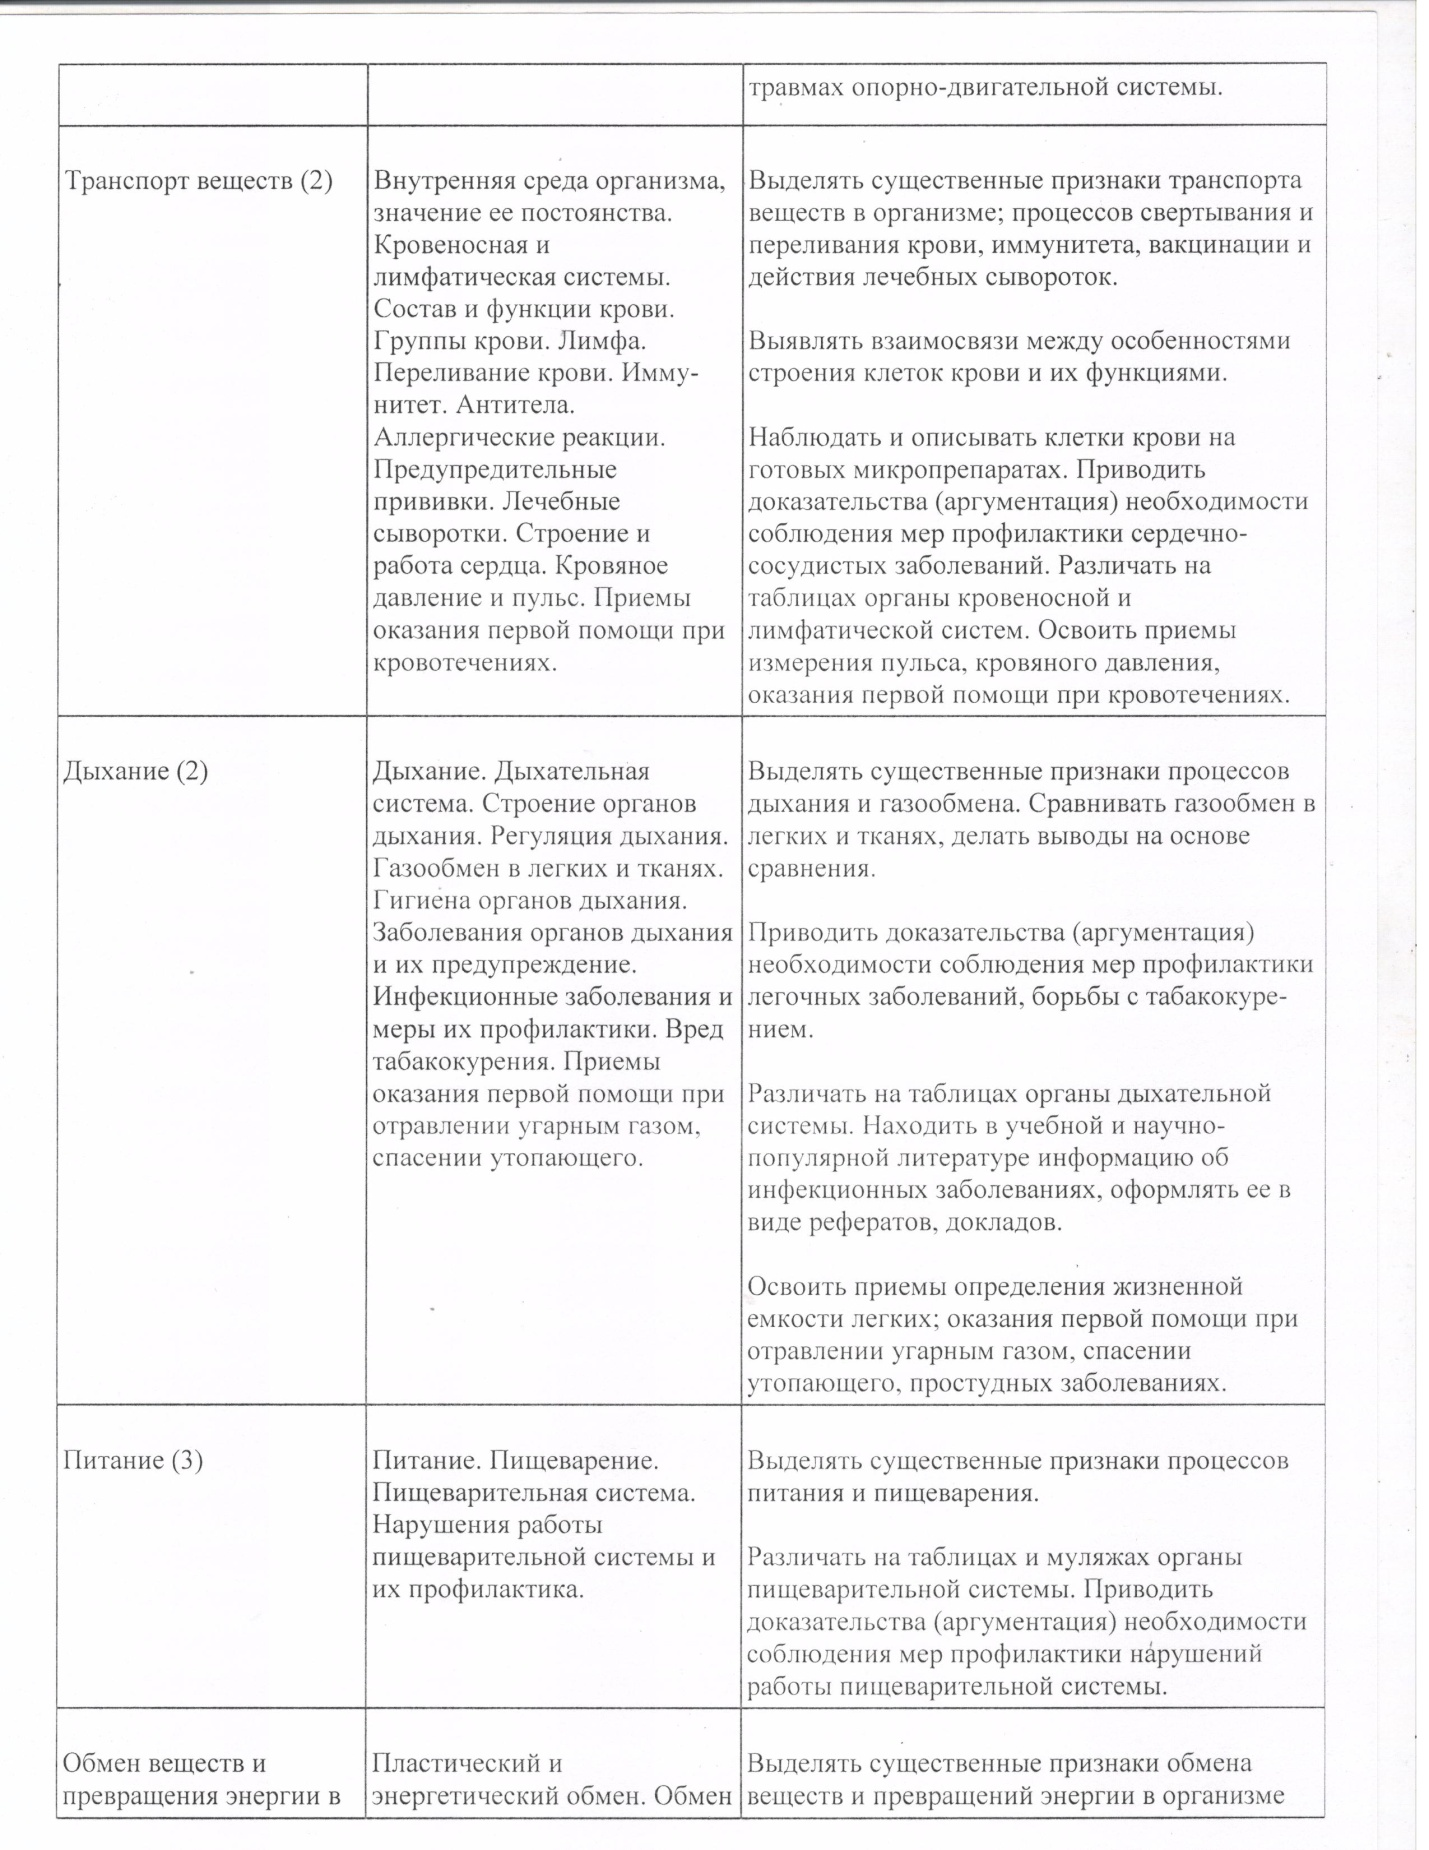 травмах опорно-двигательной системы.
Транспорт веществ (2)
Внутренняя среда организма,
значение ее постоянства.
Кровеносная и
лимфатическая системы.
Состав и функции крови.
Группы крови. Лимфа.
Переливание крови. Имму-
нитет. Антитела.
Аллергические реакции.
Предупредительные
прививки. Лечебные
сыворотки. Строение и
работа сердца. Кровяное
давление и пульс. Приемы
оказания первой помощи при
кровотечениях.
Выделять существенные признаки транспорта
веществ в организме; процессов свертывания и
переливания крови, иммунитета, вакцинации и
действия лечебных сывороток.
Выявлять взаимосвязи между особенностями
строения клеток крови и их функциями.
Наблюдать и описывать клетки крови на
готовых микропрепаратах. Приводить
доказательства (аргументация) необходимости
соблюдения мер профилактики сердечно-
сосудистых заболеваний. Различать на
таблицах органы кровеносной и
лимфатической систем. Освоить приемы
измерения пульса, кровяного давления,
оказания первой помощи при кровотечениях.
Дыхание (2)
Дыхание. Дыхательная
система. Строение органов
дыхания. Регуляция дыхания.
Газообмен в легких и тканях.
Гигиена органов дыхания.
Заболевания органов дыхания
и их предупреждение.
Инфекционные заболевания и
меры их профилактики. Вред
табакокурения. Приемы
оказания первой помощи при
отравлении угарным газом,
спасении утопающего.
Выделять существенные признаки процессов
дыхания и газообмена. Сравнивать газообмен в
легких и тканях, делать выводы на основе
сравнения.
Приводить доказательства (аргументация)
необходимости соблюдения мер профилактики
легочных заболеваний, борьбы с табакокуре-
нием.
Различать на таблицах органы дыхательной
системы. Находить в учебной и научно-
популярной литературе информацию об
инфекционных заболеваниях, оформлять ее в
виде рефератов, докладов.
Освоить приемы определения жизненной
емкости легких; оказания первой помощи при
отравлении угарным газом, спасении
утопающего, простудных заболеваниях.
Питание (3)
Питание. Пищеварение.
Пищеварительная система.
Нарушения работы
пищеварительной системы и
их профилактика.
Выделять существенные признаки процессов
питания и пищеварения.
Различать на таблицах и муляжах органы
пищеварительной системы. Приводить
доказательства (аргументация) необходимости
соблюдения мер профилактики нарушений
работы пищеварительной системы.
Обмен веществ и
превращения энергии в
Пластический и
энергетический обмен. Обмен
Выделять существенные признаки обмена
веществ и превращений энергии в организме